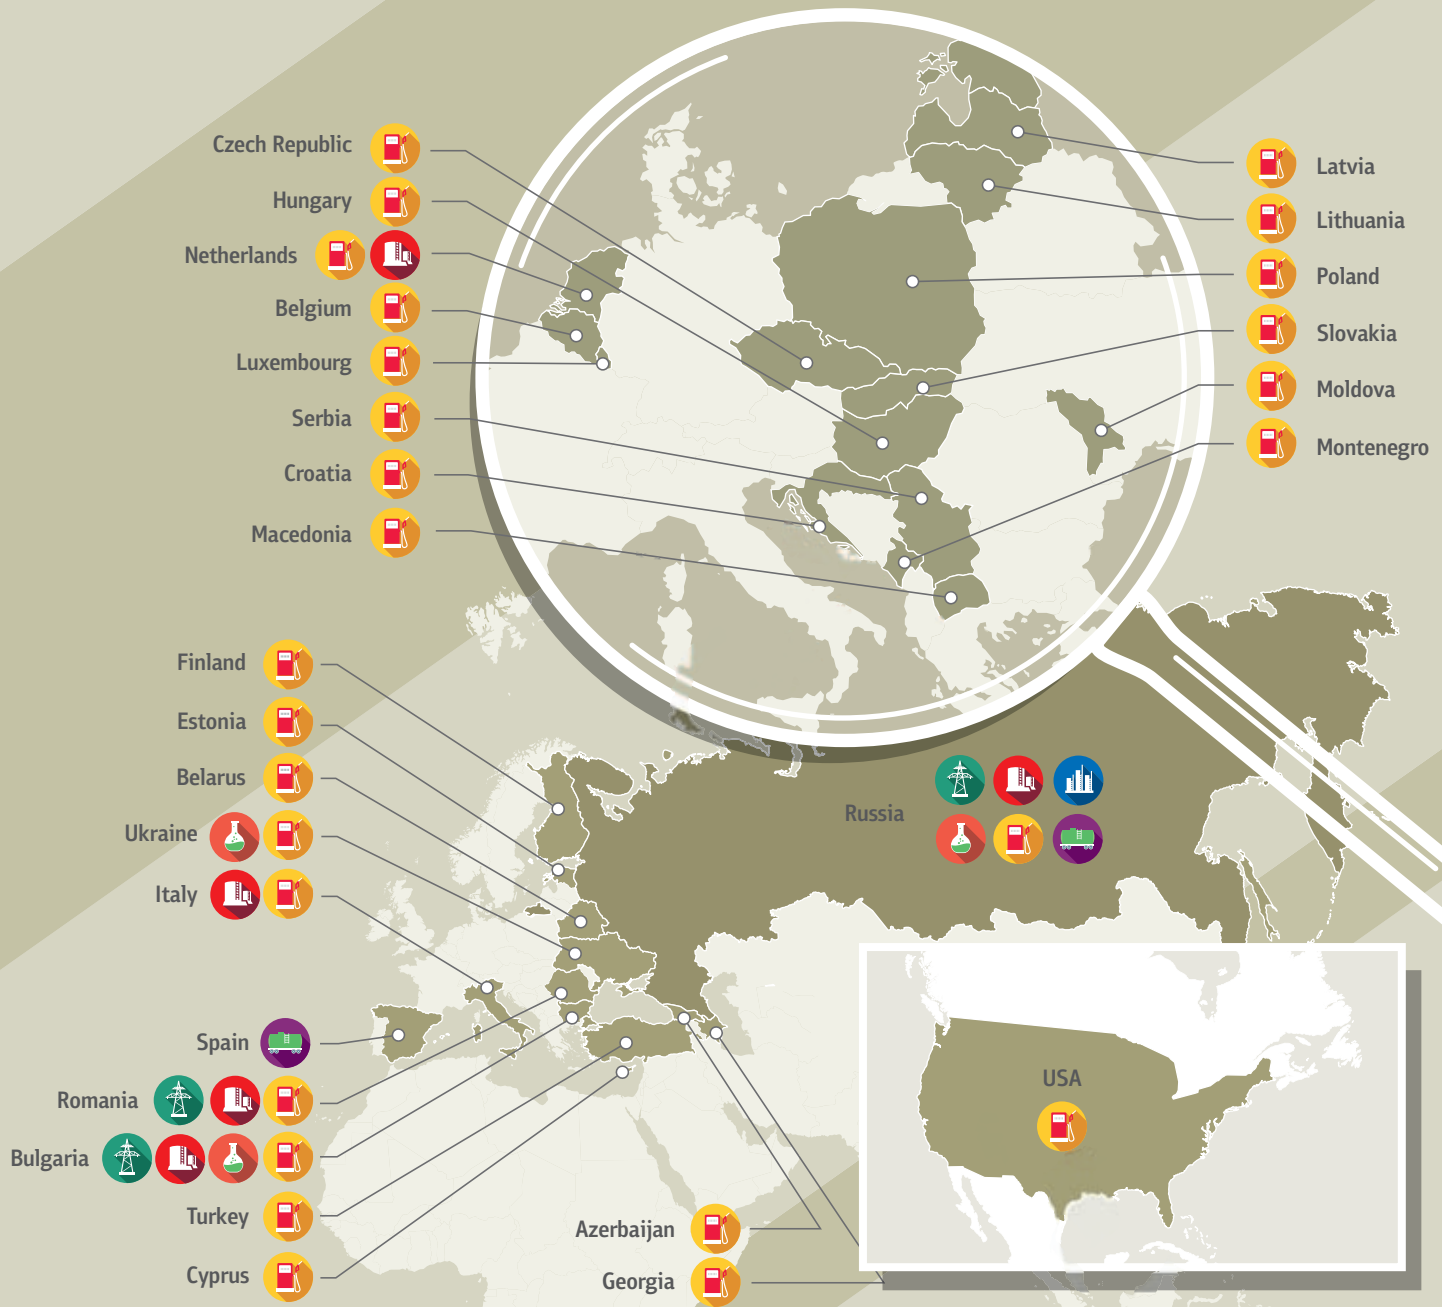 Czech Republic
Hungary
Netherlands
Belgium
Luxembourg
Serbia
Croatia
Macedonia
Latvia
Lithuania
Poland
Slovakia
Moldova
Montenegro
Finland
Estonia
Belarus
Ukraine
Italy
Russia
Spain
Romania
Bulgaria
Turkey
Cyprus
Azerbaijan
Georgia
USA